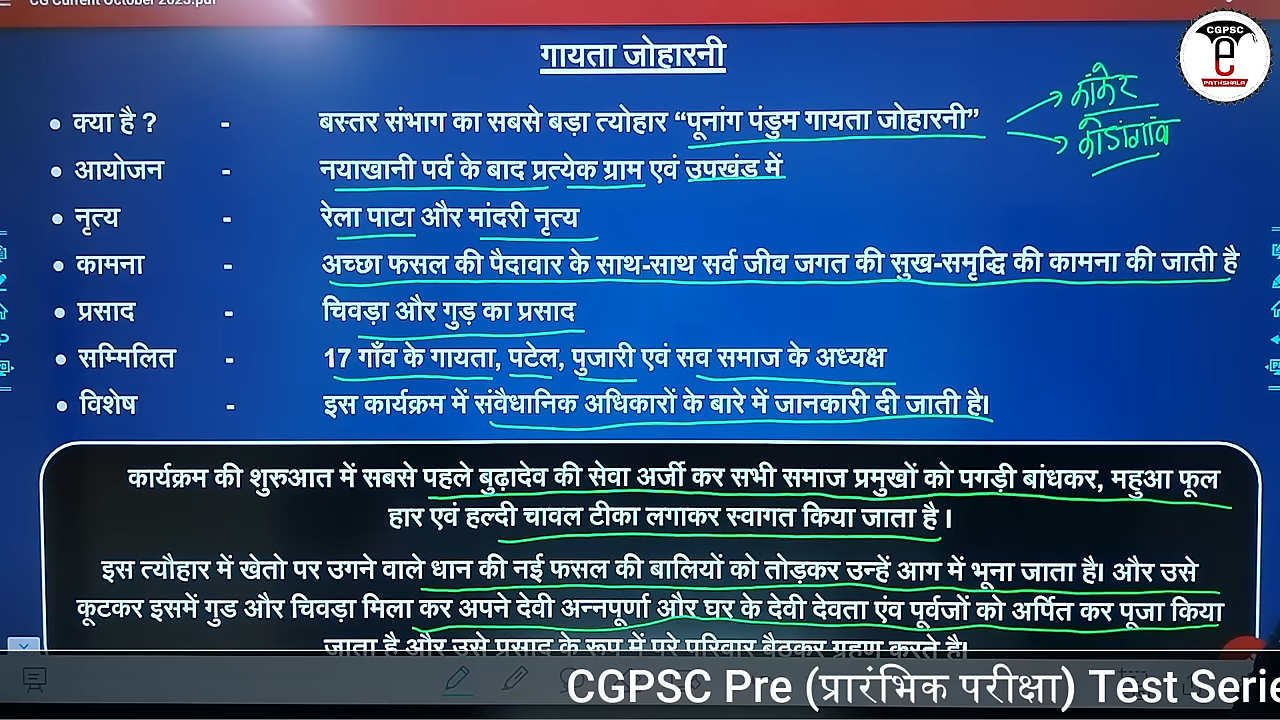 CG Current October 2023.pdf
CGPSC
e
PATHSHALA
गायता जोहारनी
कांकेर
• क्या है ? - बस्तर संभाग का सबसे बड़ा त्योहार “पूनांग पंडुम गायता जोहारनी”
कोंडागांव
• आयोजन - नयाखानी पर्व के बाद प्रत्येक ग्राम एवं उपखंड में
• नृत्य - रेला पाटा और मांदरी नृत्य
• कामना - अच्छा फसल की पैदावार के साथ-साथ सर्व जीव जगत की सुख-समृद्धि की कामना की जाती है
• प्रसाद - चिवड़ा और गुड़ का प्रसाद
• सम्मिलित - 17 गाँव के गायता, पटेल, पुजारी एवं सव समाज के अध्यक्ष
• विशेष - इस कार्यक्रम में संवैधानिक अधिकारों के बारे में जानकारी दी जाती है।
कार्यक्रम की शुरुआत में सबसे पहले बुढ़ादेव की सेवा अर्जी कर सभी समाज प्रमुखों को पगड़ी बांधकर, महुआ फूल
हार एवं हल्दी चावल टीका लगाकर स्वागत किया जाता है ।
इस त्यौहार में खेतो पर उगने वाले धान की नई फसल की बालियों को तोड़कर उन्हें आग में भूना जाता है। और उसे
कूटकर इसमें गुड और चिवड़ा मिला कर अपने देवी अन्नपूर्णा और घर के देवी देवता एंव पूर्वजों को अर्पित कर पूजा किया
जाता है और उसे प्रसाद के रूप में पूरे परिवार बैठकर ग्रहण करते है।
CGPSC Pre (प्रारंभिक परीक्षा) Test Serie